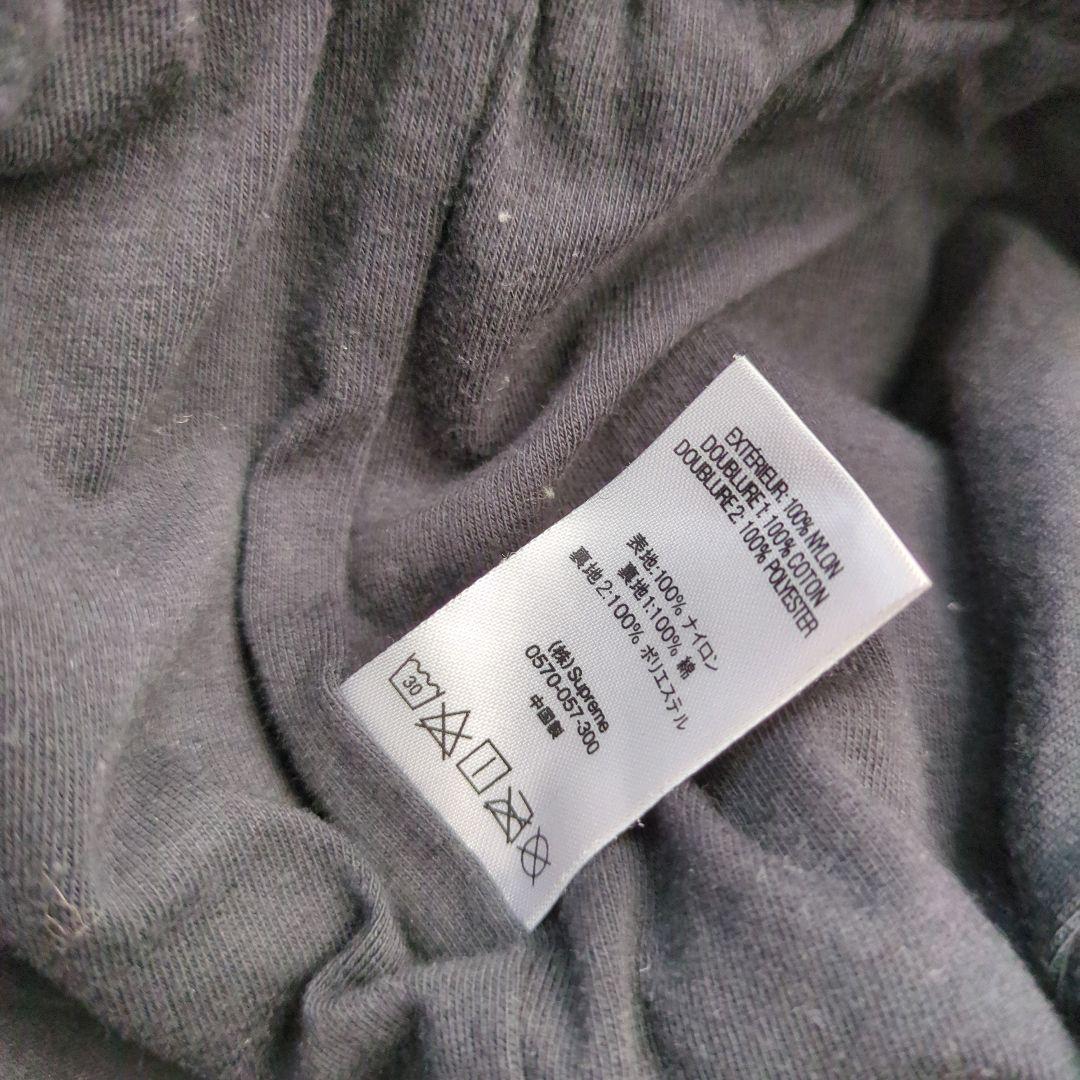 EXTÉRIEUR: 100% NYLON
DOUBLURE 1: 100% COTON
DOUBLURE 2: 100% POLYESTER
表地:100% ナイロン
裏地1:100% 綿
裏地2:100% ポリエステル
(株)Supreme
0570-057-300
中国製
30